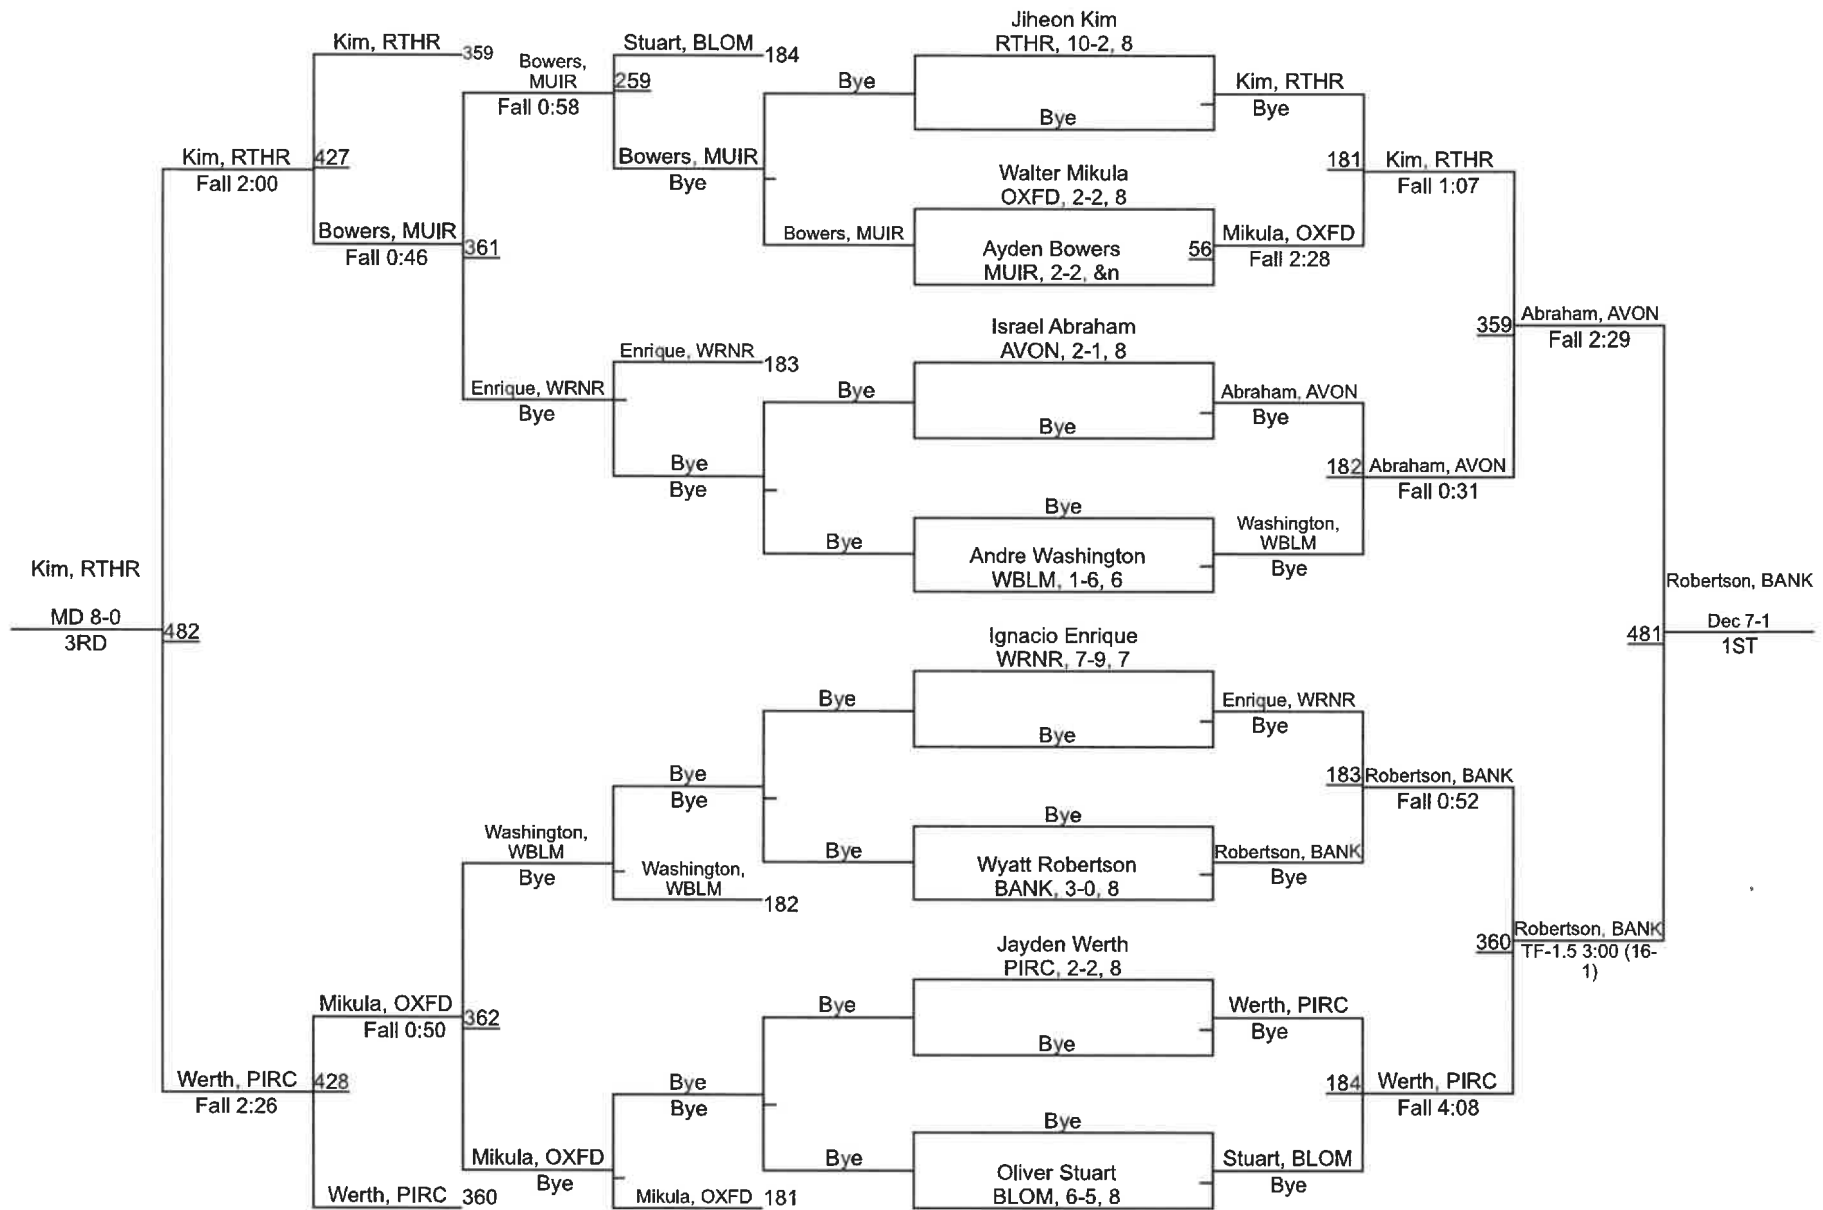 Jiheon Kim
RTHR, 10-2, 8
Bye
Walter Mikula
OXFD, 2-2, 8
Ayden Bowers
MUIR, 2-2, &n
56
Israel Abraham
AVON, 2-1, 8
Bye
Bye
Andre Washington
WBLM, 1-6, 6
Ignacio Enrique
WRNR, 7-9, 7
Bye
Bye
Wyatt Robertson
BANK, 3-0, 8
Jayden Werth
PIRC, 2-2, 8
Bye
Bye
Oliver Stuart
BLOM, 6-5, 8
Kim, RTHR
Bye
Mikula, OXFD
Fall 2:28
Abraham, AVON
Bye
Washington,
WBLM
Bye
Enrique, WRNR
Bye
Robertson, BANK
Bye
Werth, PIRC
Bye
Stuart, BLOM
Bye
181
Kim, RTHR
Fall 1:07
182
Abraham, AVON
Fall 0:31
183
Robertson, BANK
Fall 0:52
184
Werth, PIRC
Fall 4:08
359
Abraham, AVON
Fall 2:29
360
Robertson, BANK
TF-1.5 3:00 (16-
1)
481
Robertson, BANK
Dec 7-1
1ST
Bye
Bowers, MUIR
Bye
Bye
Bye
Bye
Bye
Bye
Stuart, BLOM
184
259
Bowers, MUIR
Bye
Enrique, WRNR
183
Bye
Bye
Bye
Bye
Washington,
WBLM
182
Bye
Bye
Mikula, OXFD
181
Bowers,
MUIR
Fall 0:58
Enrique, WRNR
Bye
Washington,
WBLM
Bye
Mikula, OXFD
Bye
Kim, RTHR
359
427
Bowers, MUIR
Fall 0:46
361
Mikula, OXFD
Fall 0:50
362
428
Werth, PIRC
360
Kim, RTHR
Fall 2:00
Werth, PIRC
Fall 2:26
Kim, RTHR
MD 8-0
3RD
482